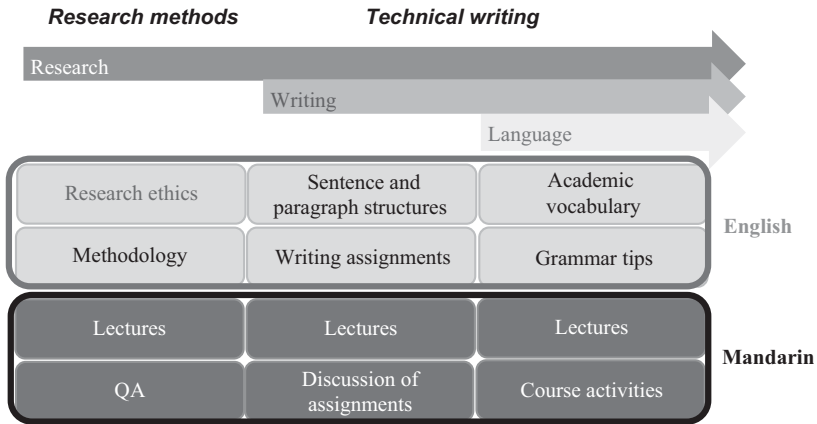 Research methods
Technical writing
Research
Writing
Language
Research ethics
Sentence and
paragraph structures
Academic
vocabulary
English
Methodology
Writing assignments
Grammar tips
Lectures
Lectures
Lectures
Mandarin
QA
Discussion of
assignments
Course activities